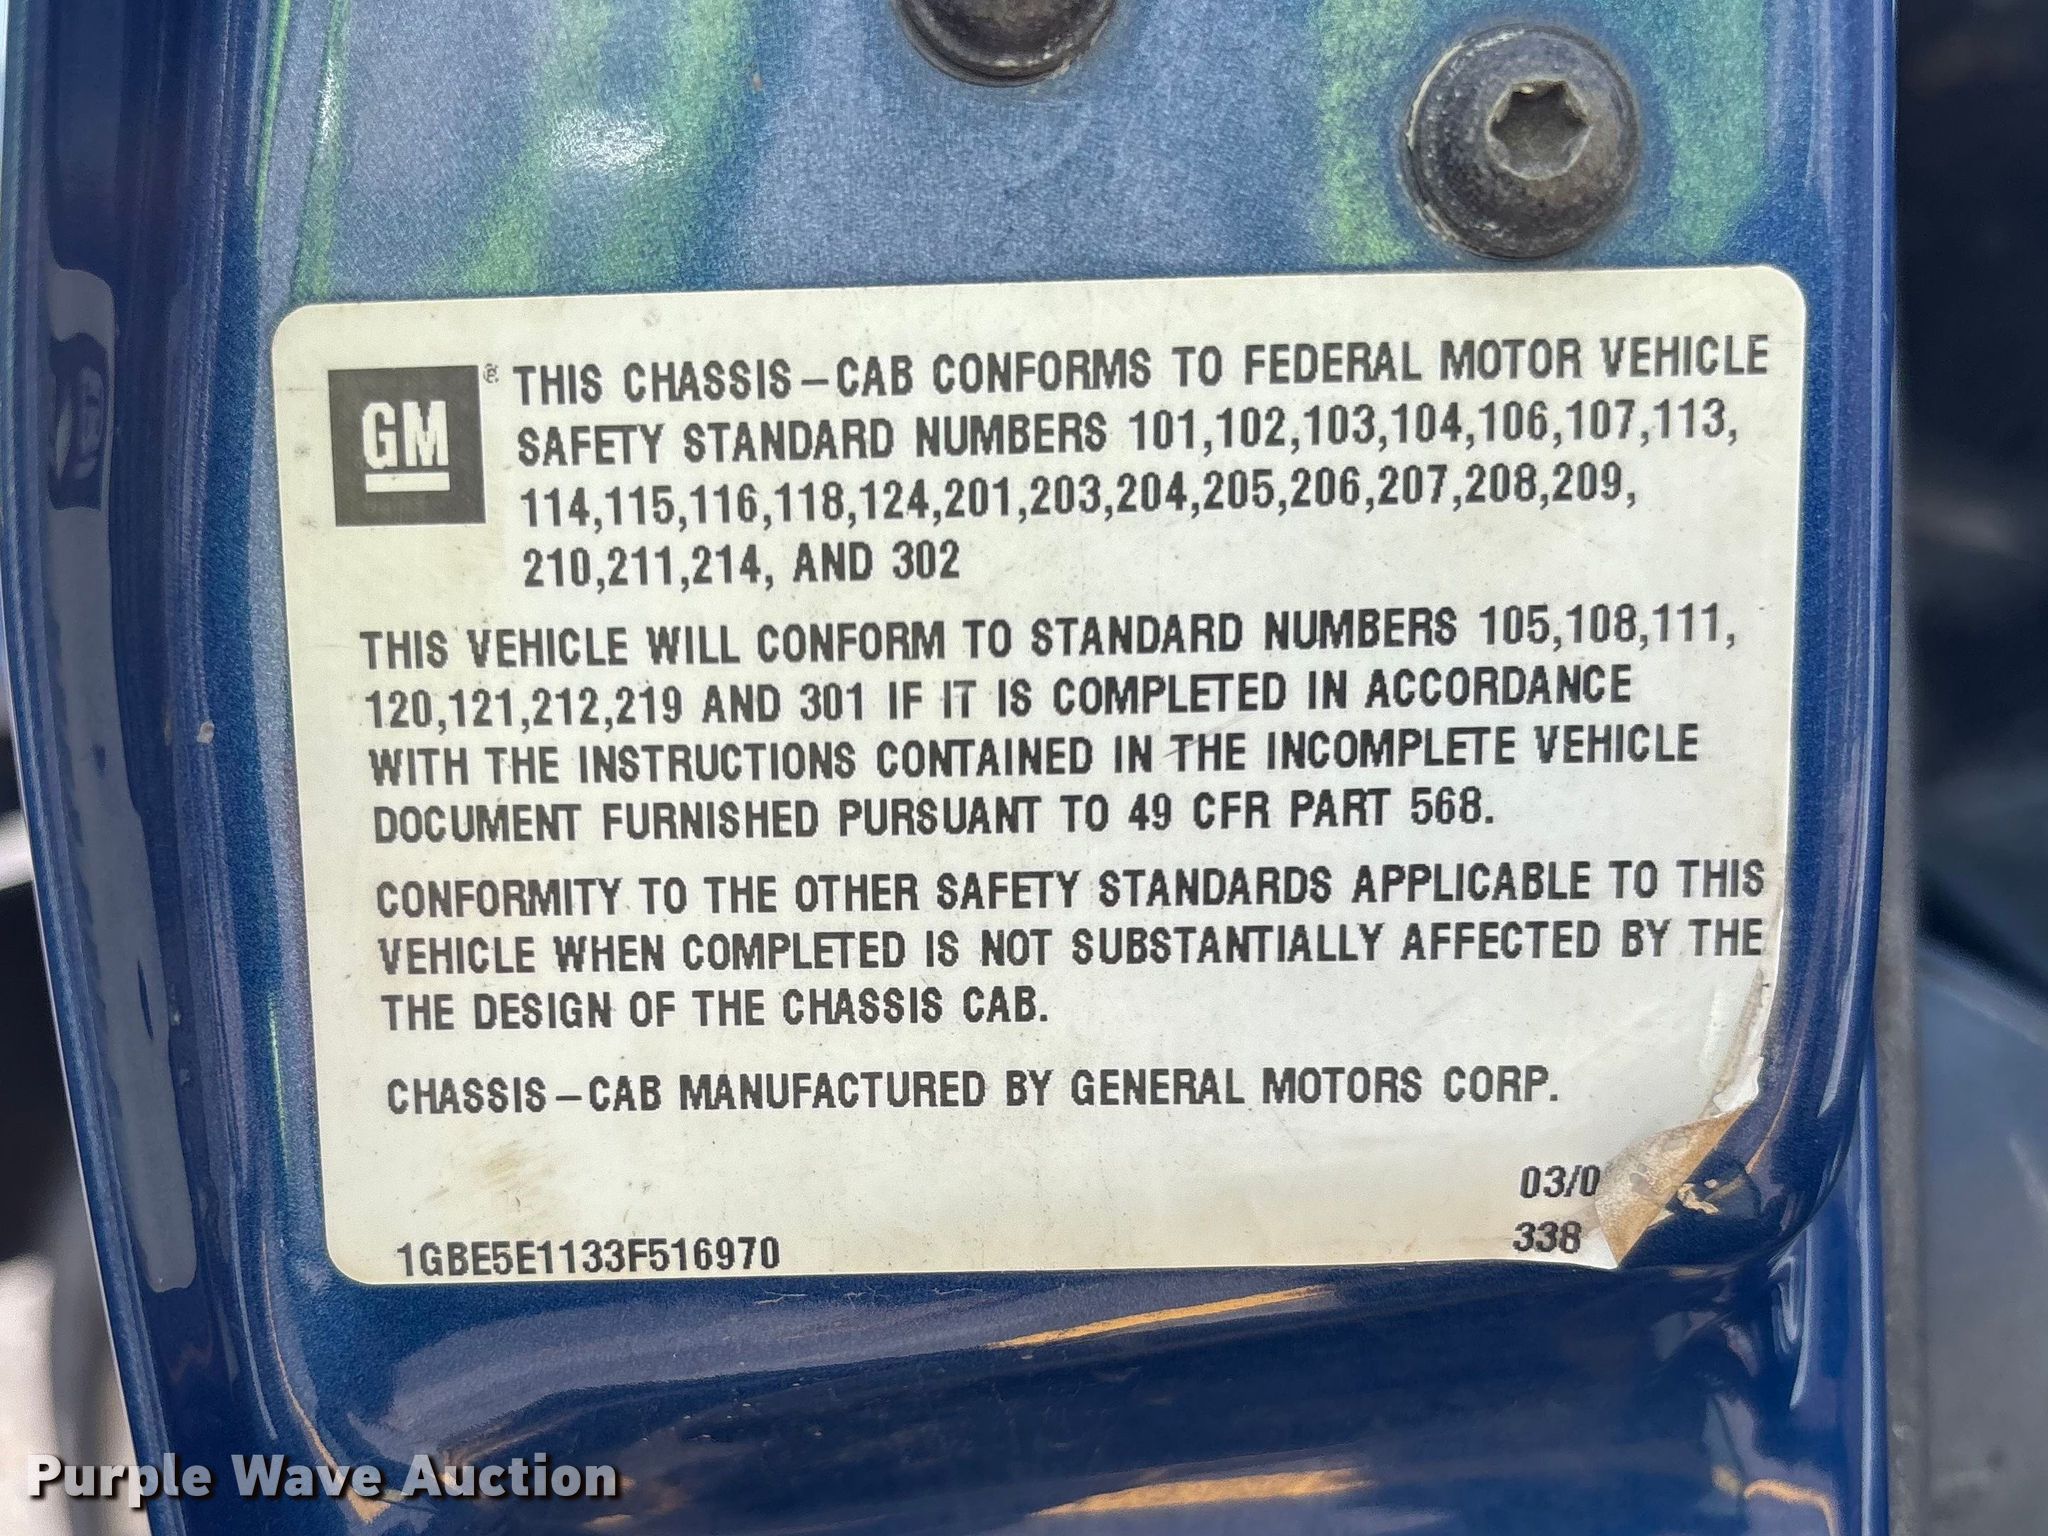 GM® THIS CHASSIS-CAB CONFORMS TO FEDERAL MOTOR VEHICLE
SAFETY STANDARD NUMBERS 101,102,103,104,106,107,113,
114,115,116,118,124,201,203,204,205,206,207,208,209,
210,211,214, AND 302
THIS VEHICLE WILL CONFORM TO STANDARD NUMBERS 105,108,111,
120,121,212,219 AND 301 IF IT IS COMPLETED IN ACCORDANCE
WITH THE INSTRUCTIONS CONTAINED IN THE INCOMPLETE VEHICLE
DOCUMENT FURNISHED PURSUANT TO 49 CFR PART 568.
CONFORMITY TO THE OTHER SAFETY STANDARDS APPLICABLE TO THIS
VEHICLE WHEN COMPLETED IS NOT SUBSTANTIALLY AFFECTED BY THE
THE DESIGN OF THE CHASSIS CAB.
CHASSIS-CAB MANUFACTURED BY GENERAL MOTORS CORP.
03/0
338
1GBE5E1133F516970
Purple Wave Auction